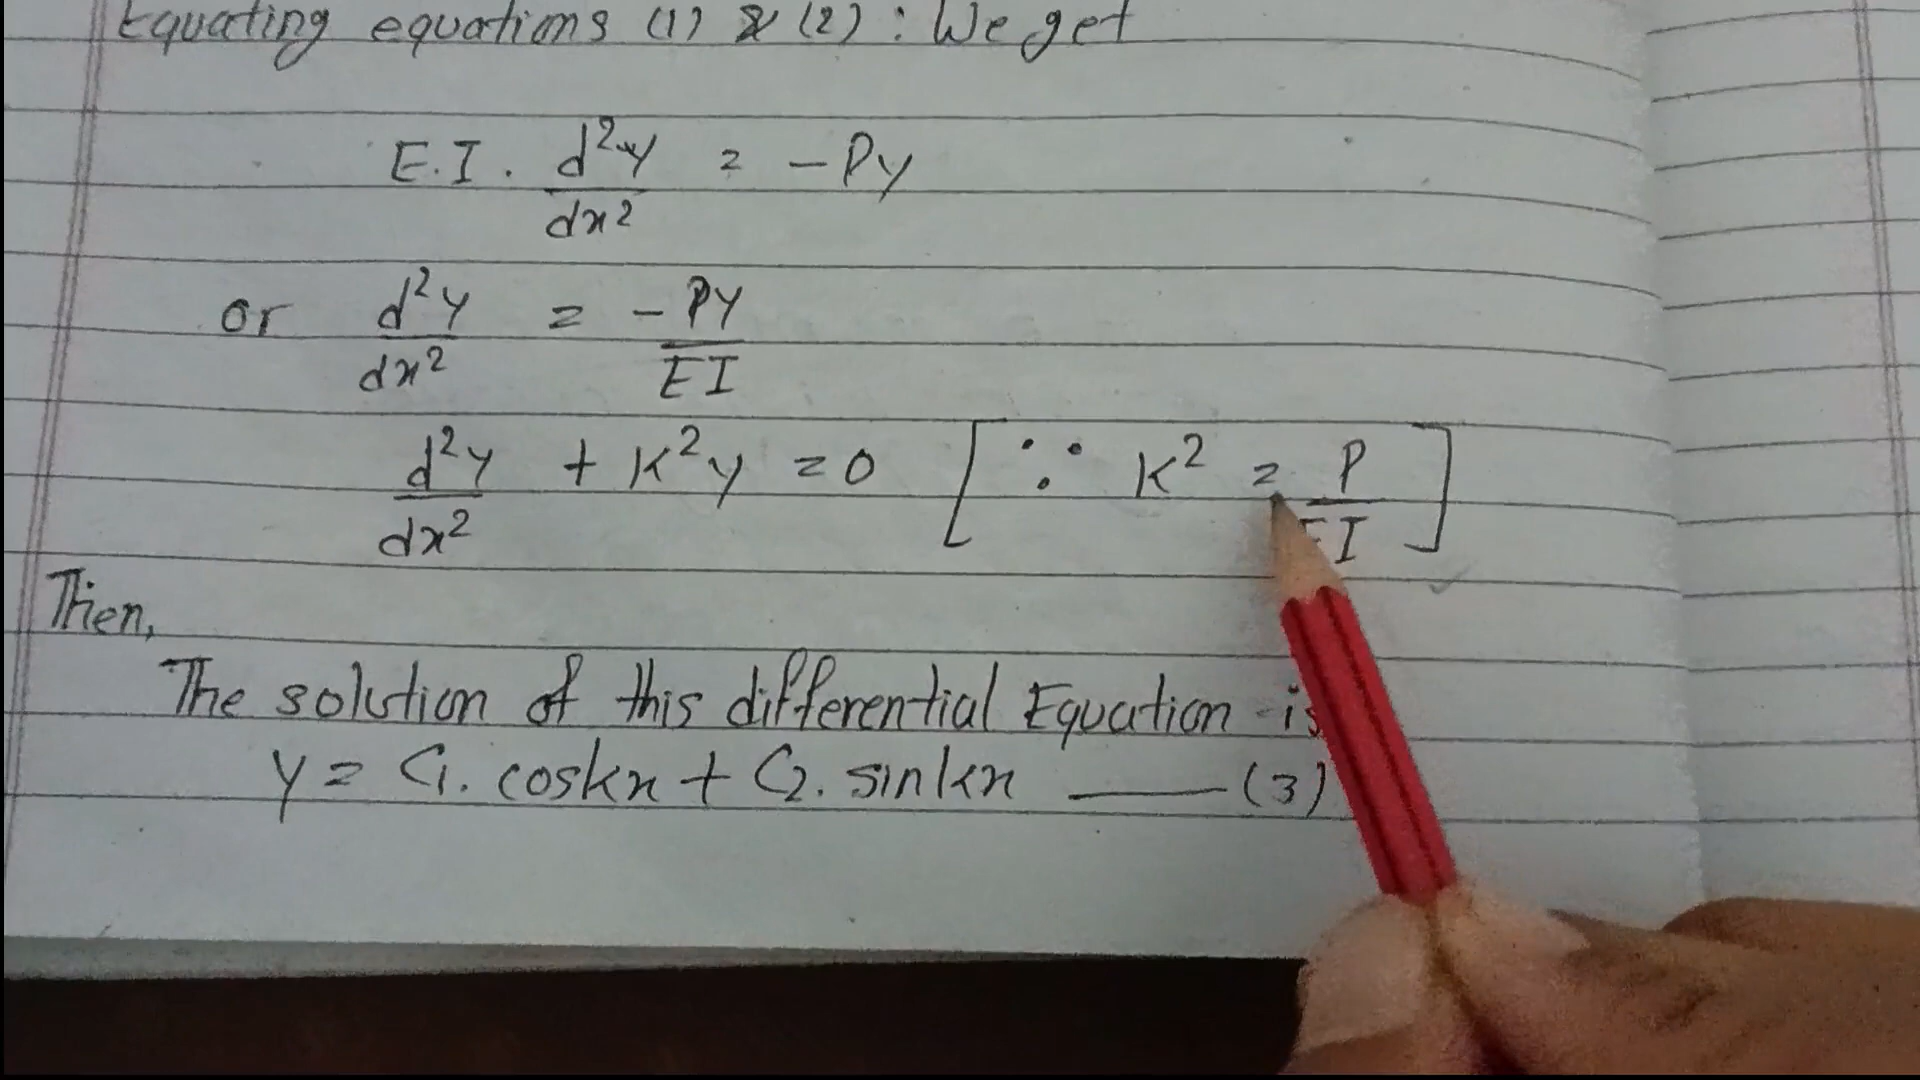 Equating equations (1) & (2) : We get
E.I. d²y/dx² = -Py
or d²y/dx² = -Py/EI
d²y/dx² + K²y = 0 [∵ K² = P/EI]
Then,
The solution of this differential Equation is
y = C1. coskx + C2. sinkx —— (3)